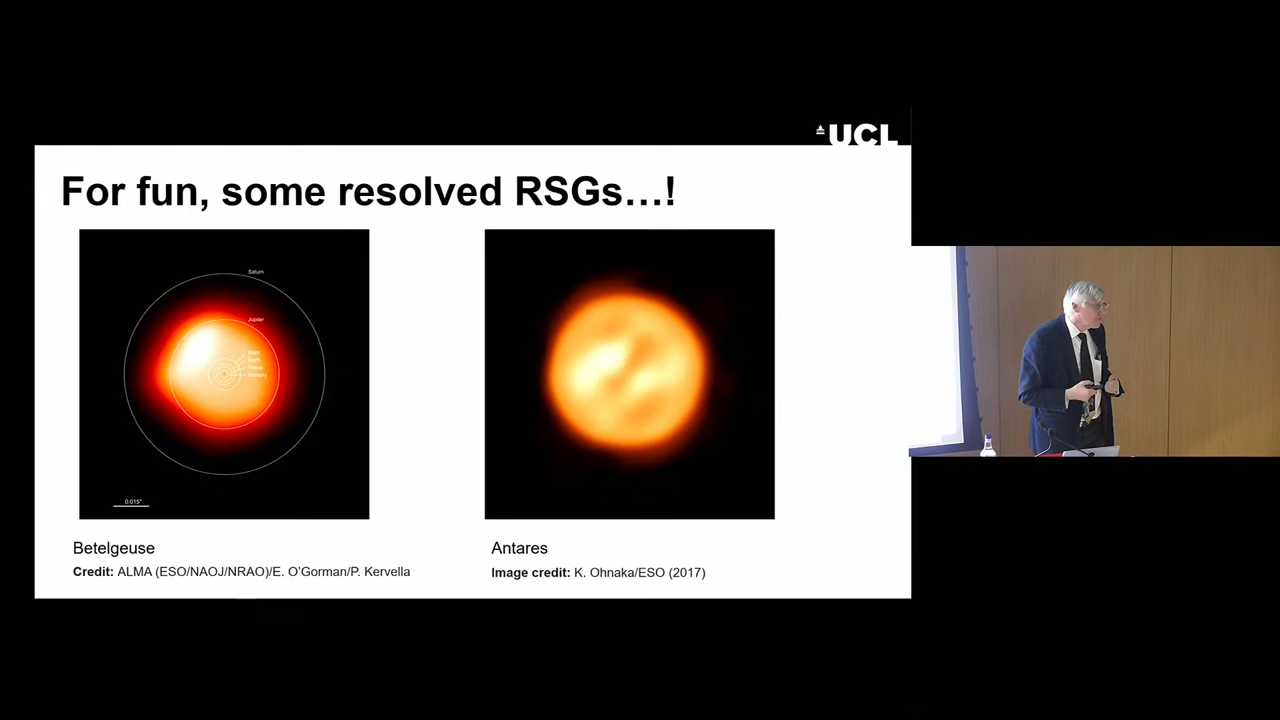 UCL
For fun, some resolved RSGs…!
Saturn
Jupiter
Mars
Earth
Venus
Mercury
0.015"
Betelgeuse
Antares
Credit: ALMA (ESO/NAOJ/NRAO)/E. O'Gorman/P. Kervella
Image credit: K. Ohnaka/ESO (2017)